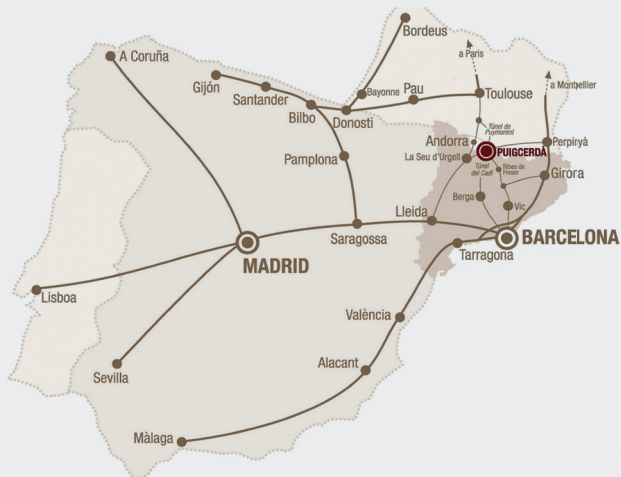 Bordeus
a Paris
A Coruña
a Montpellier
Gijón
Santander
Bayonne
Pau
Toulouse
Bilbo
Donosti
Túnel de
Puymorent
Andorra
Perpinyà
PUIGCERDÀ
Pamplona
La Seu d'Urgell
Túnel
del Cadí
Ribes de
Freser
Girora
Berga
Vic
Lleida
Saragossa
BARCELONA
MADRID
Tarragona
Lisboa
València
Alacant
Sevilla
Màlaga